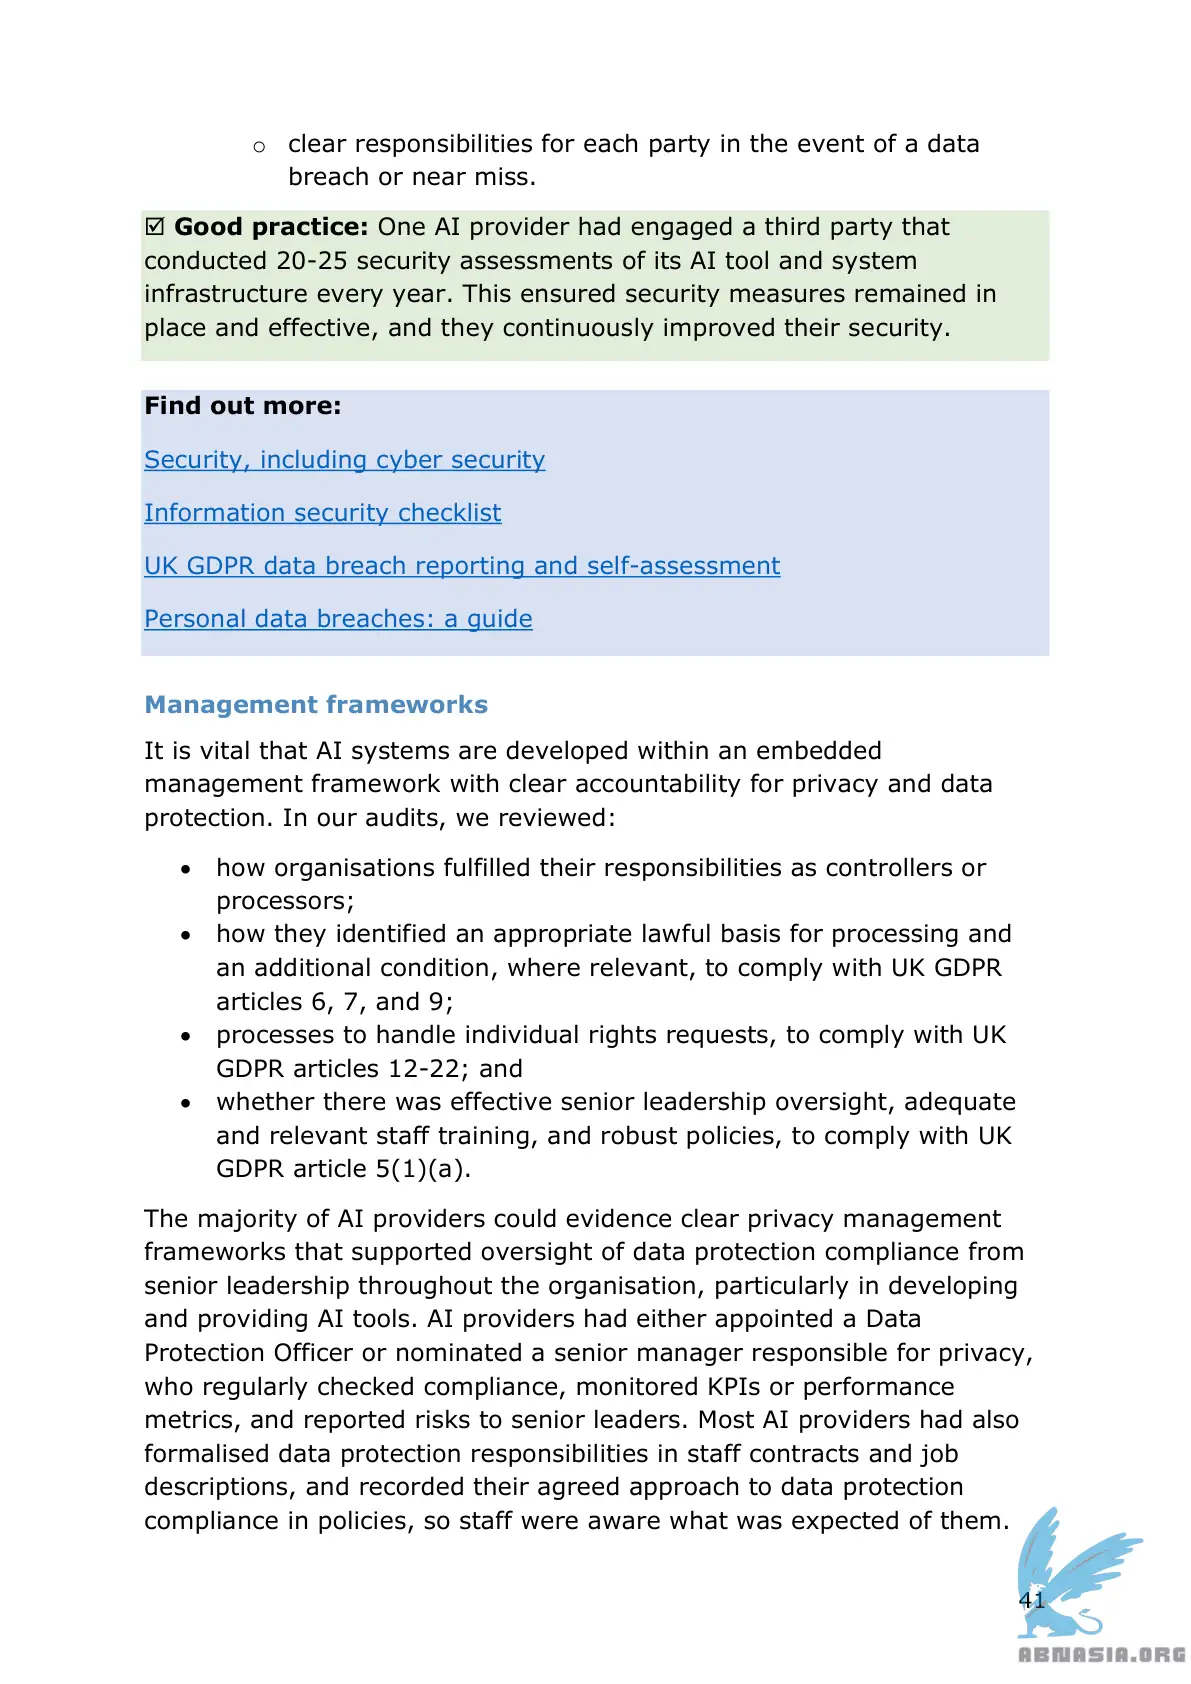 o clear responsibilities for each party in the event of a data
breach or near miss.
☑ Good practice: One AI provider had engaged a third party that
conducted 20-25 security assessments of its AI tool and system
infrastructure every year. This ensured security measures remained in
place and effective, and they continuously improved their security.
Find out more:
Security, including cyber security
Information security checklist
UK GDPR data breach reporting and self-assessment
Personal data breaches: a guide
Management frameworks
It is vital that AI systems are developed within an embedded
management framework with clear accountability for privacy and data
protection. In our audits, we reviewed:
• how organisations fulfilled their responsibilities as controllers or
processors;
• how they identified an appropriate lawful basis for processing and
an additional condition, where relevant, to comply with UK GDPR
articles 6, 7, and 9;
• processes to handle individual rights requests, to comply with UK
GDPR articles 12-22; and
• whether there was effective senior leadership oversight, adequate
and relevant staff training, and robust policies, to comply with UK
GDPR article 5(1)(a).
The majority of AI providers could evidence clear privacy management
frameworks that supported oversight of data protection compliance from
senior leadership throughout the organisation, particularly in developing
and providing AI tools. AI providers had either appointed a Data
Protection Officer or nominated a senior manager responsible for privacy,
who regularly checked compliance, monitored KPIs or performance
metrics, and reported risks to senior leaders. Most AI providers had also
formalised data protection responsibilities in staff contracts and job
descriptions, and recorded their agreed approach to data protection
compliance in policies, so staff were aware what was expected of them.
41
ABNASIA.ORG